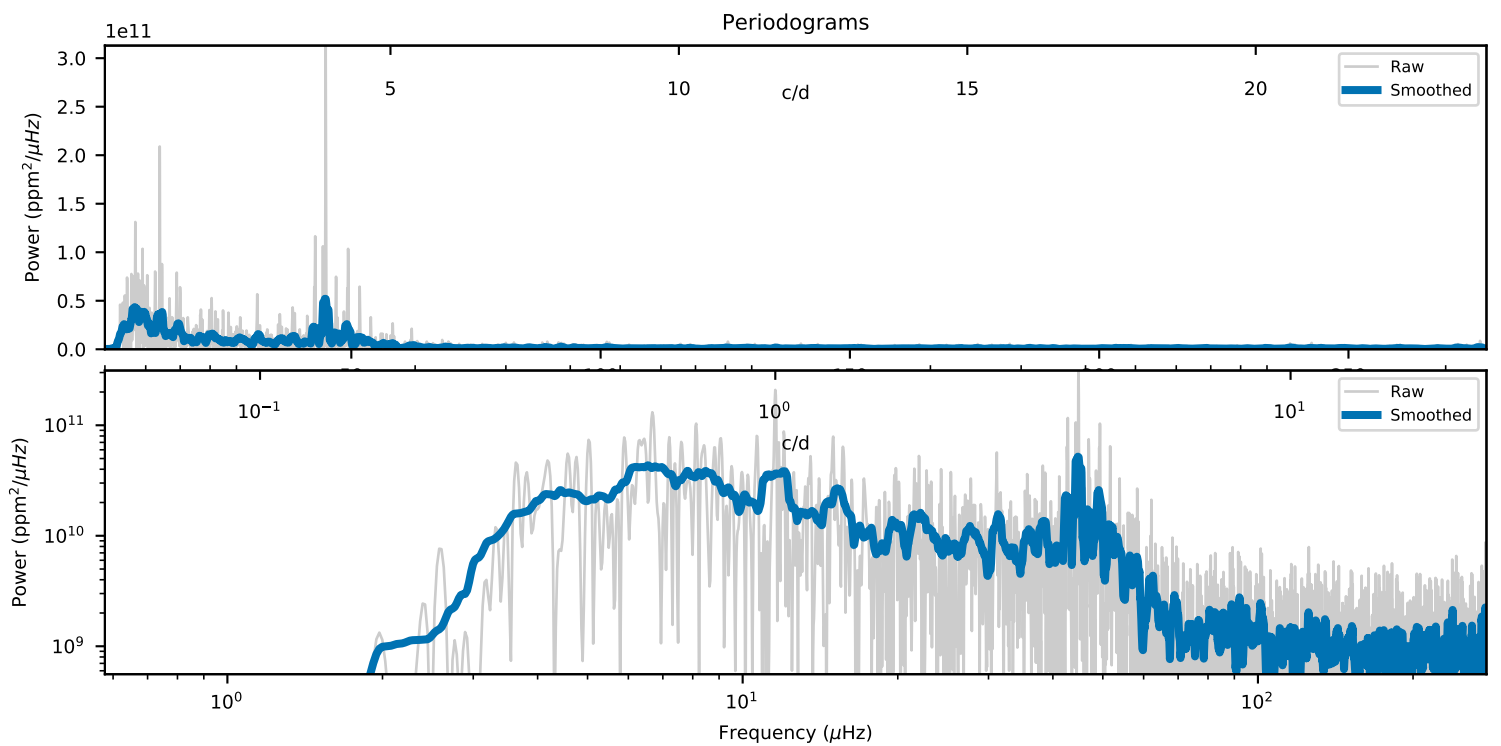 Periodograms
1e11
3.0
2.5
2.0
1.5
1.0
0.5
0.0
Power (ppm²/μHz)
5
10
15
20
c/d
Raw
Smoothed
10⁻¹
10⁰
10¹
c/d
Raw
Smoothed
10¹¹
10¹⁰
10⁹
Power (ppm²/μHz)
10⁰
10¹
10²
Frequency (μHz)